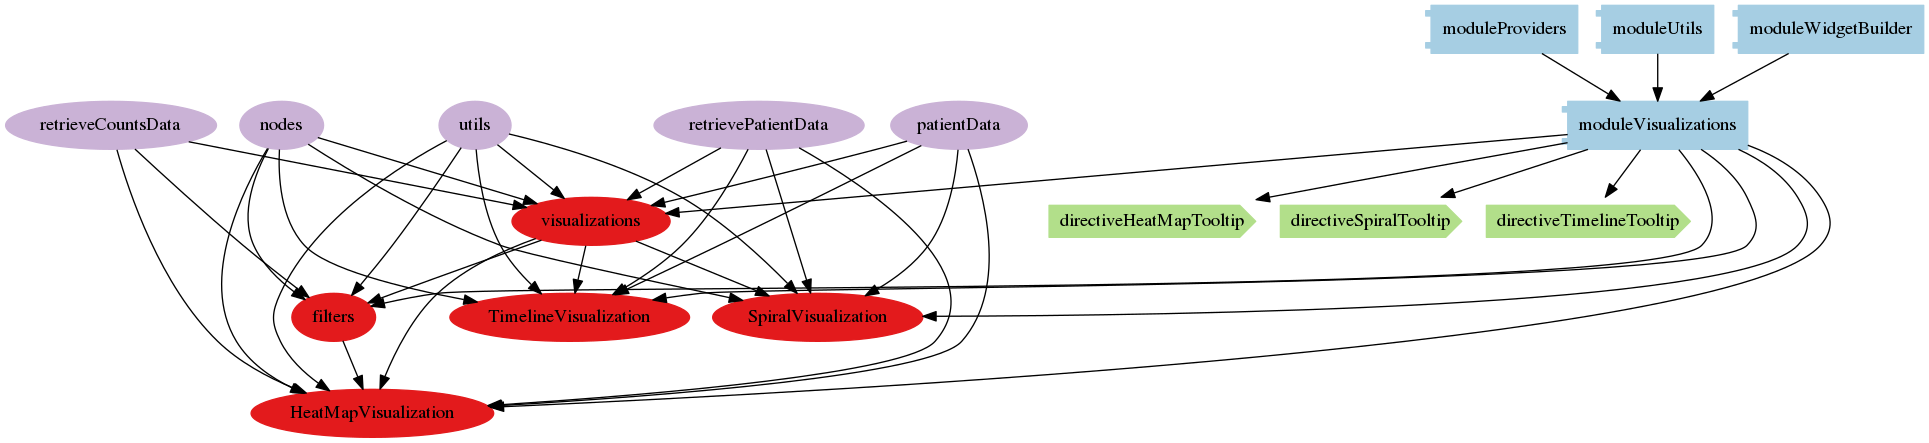 moduleProviders
moduleUtils
moduleWidgetBuilder
retrieveCountsData
nodes
utils
retrievePatientData
patientData
moduleVisualizations
visualizations
directiveHeatMapTooltip
directiveSpiralTooltip
directiveTimelineTooltip
filters
TimelineVisualization
SpiralVisualization
HeatMapVisualization